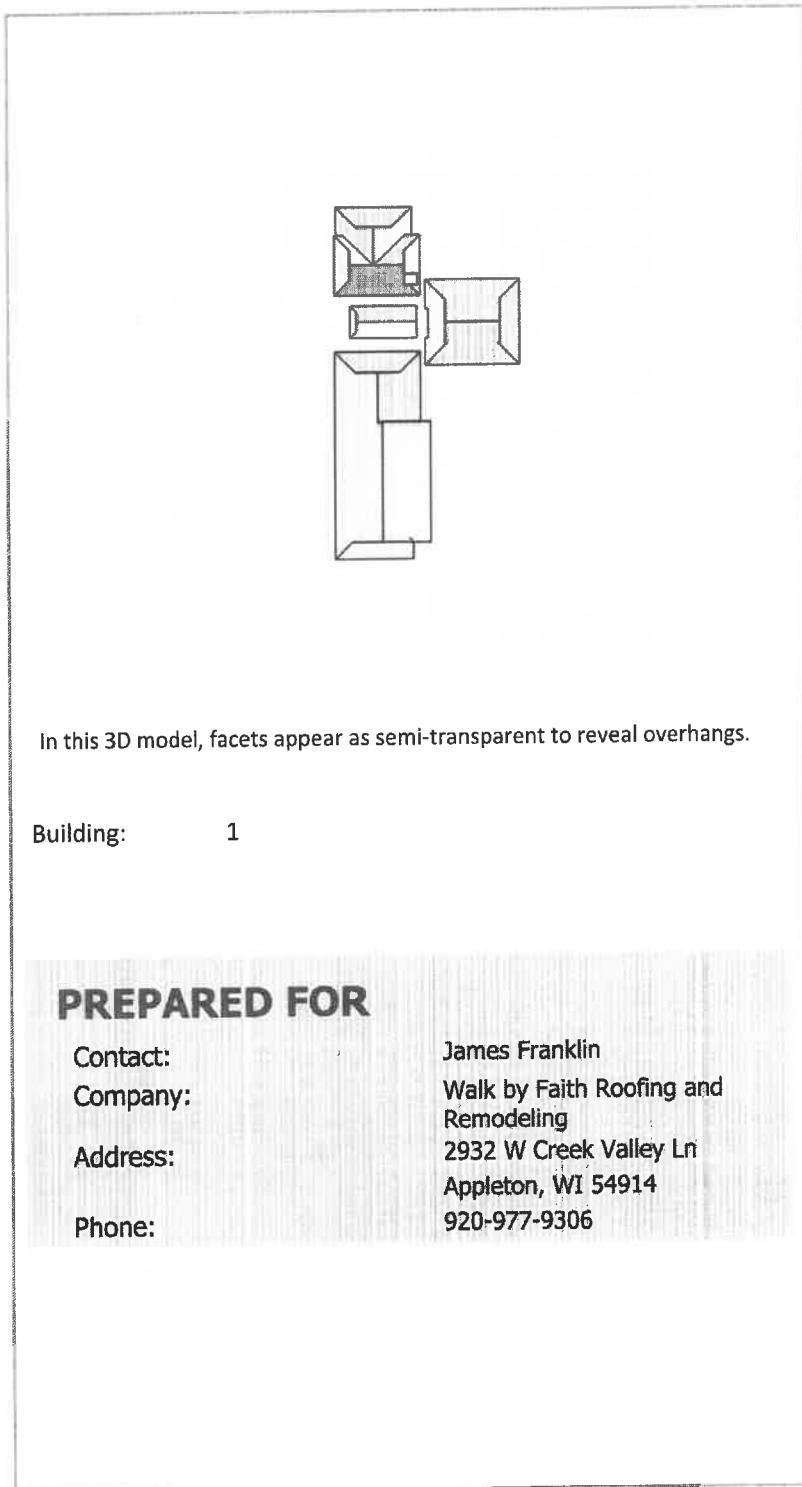 In this 3D model, facets appear as semi-transparent to reveal overhangs.
Building: 1
PREPARED FOR
Contact: James Franklin
Company: Walk by Faith Roofing and
Remodeling
Address: 2932 W Creek Valley Ln
Appleton, WI 54914
Phone: 920-977-9306